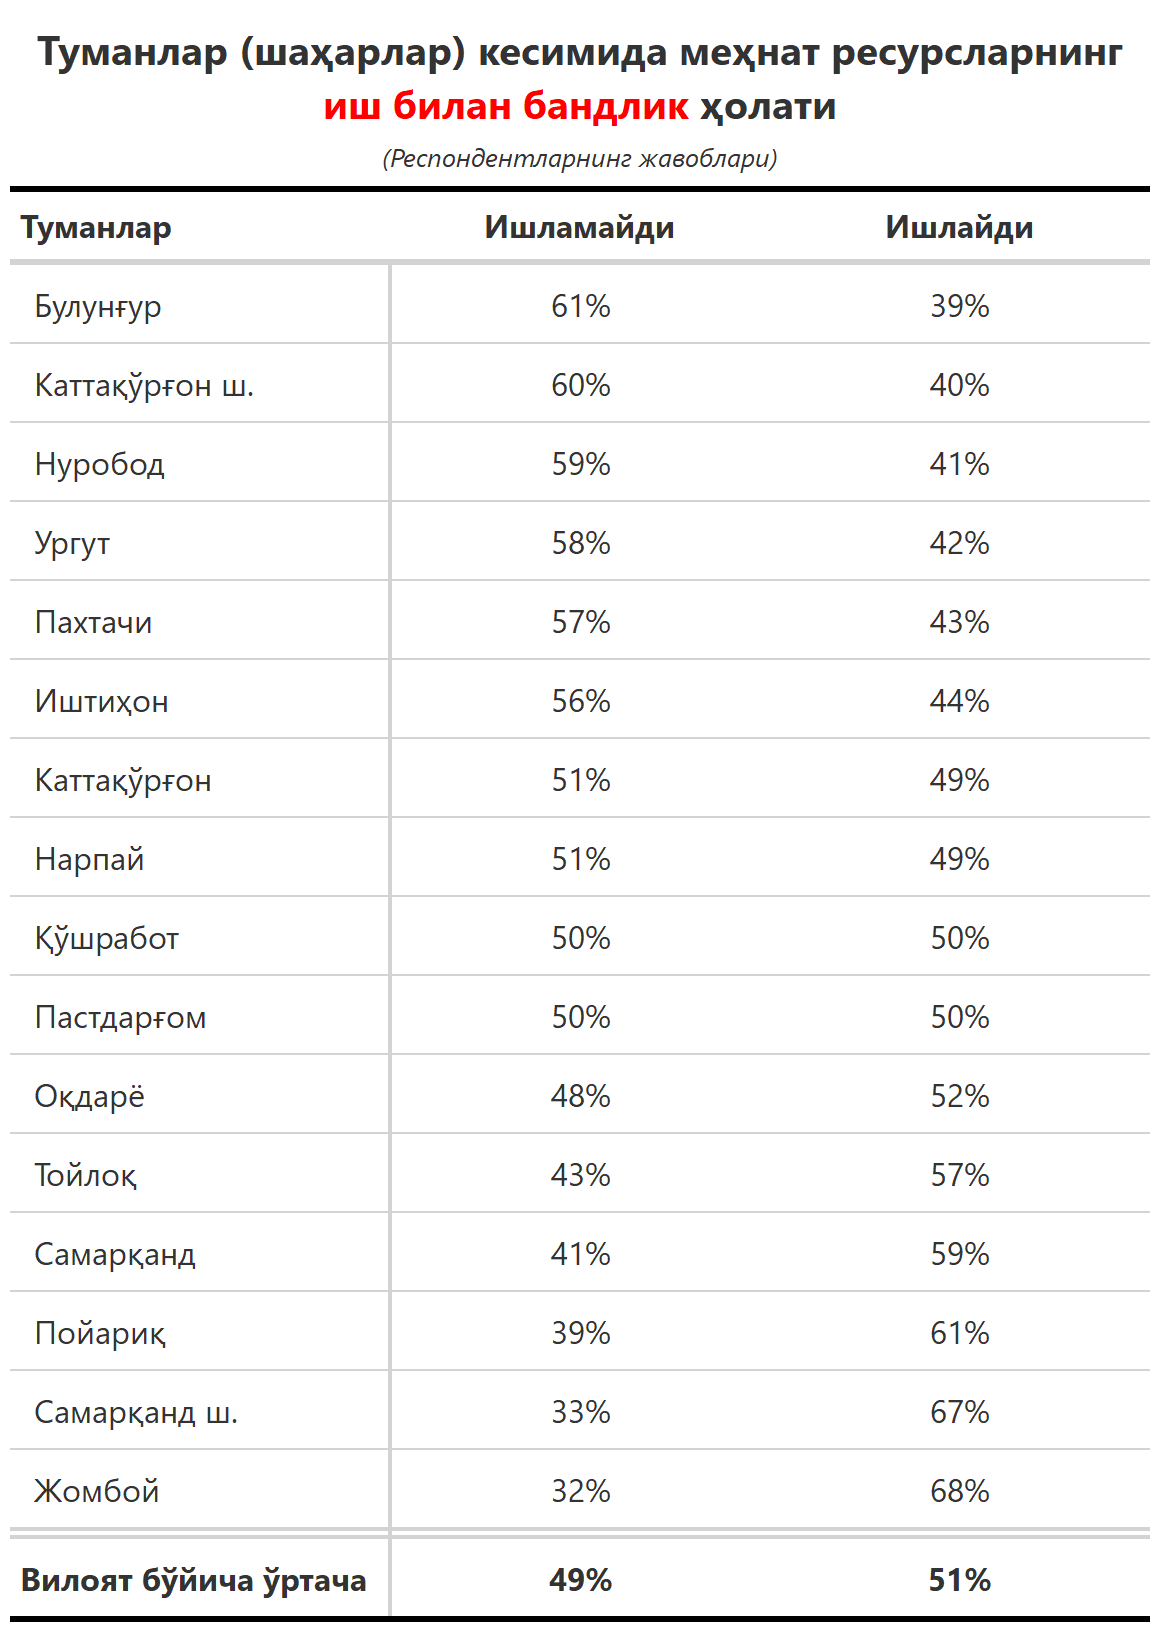 Туманлар (шаҳарлар) кесимида меҳнат ресурсларнинг
иш билан бандлик ҳолати
(Респондентларнинг жавоблари)
Туманлар Ишламайди Ишлайди
Булунғур 61% 39%
Каттақўрғон ш. 60% 40%
Нуробод 59% 41%
Ургут 58% 42%
Пахтачи 57% 43%
Иштиҳон 56% 44%
Каттақўрғон 51% 49%
Нарпай 51% 49%
Қўшработ 50% 50%
Пастдарғом 50% 50%
Оқдарё 48% 52%
Тойлоқ 43% 57%
Самарқанд 41% 59%
Пойариқ 39% 61%
Самарқанд ш. 33% 67%
Жомбой 32% 68%
Вилоят бўйича ўртача 49% 51%